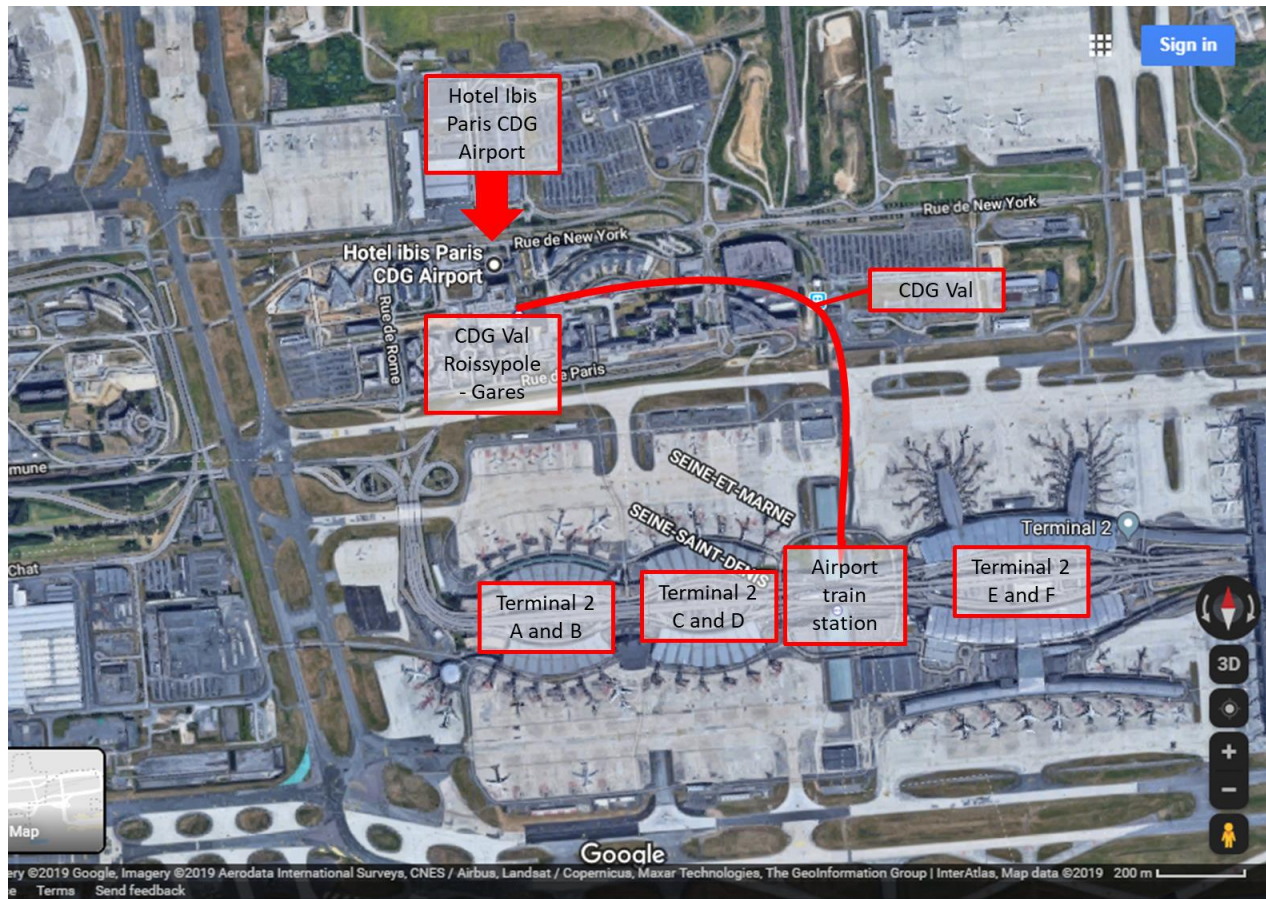 Sign in
Hotel Ibis
Paris CDG
Airport
Rue de New York
Rue de New York
Hotel ibis Paris
CDG Airport
CDG Val
CDG Val
Roissypole
- Gares
Rue de Rome
Rue de Paris
mune
SEINE-ET-MARNE
SEINE-SAINT-DENIS
Terminal 2
Chat
Airport
train
station
Terminal 2
E and F
Terminal 2
C and D
Terminal 2
A and B
3D
+
−
Map
Google
ery ©2019 Google, Imagery ©2019 Aerodata International Surveys, CNES / Airbus, Landsat / Copernicus, Maxar Technologies, The GeoInformation Group | InterAtlas, Map data ©2019 200 m
e Terms Send feedback